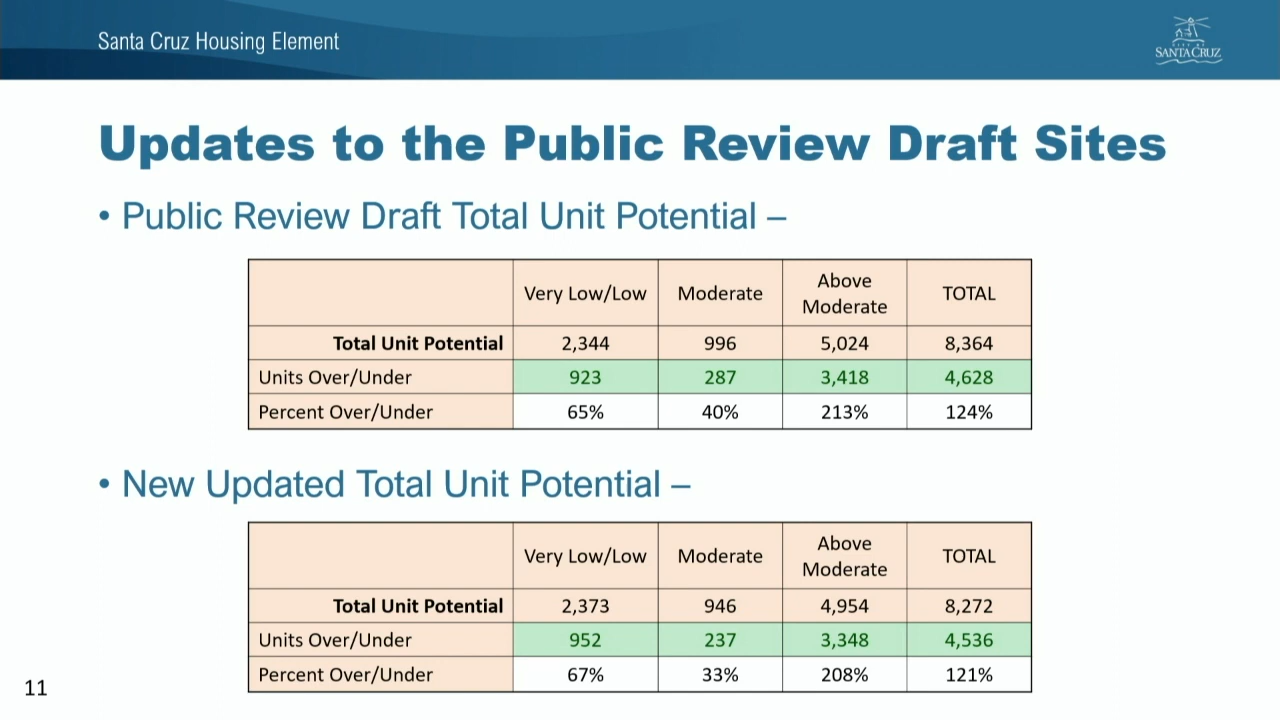 Santa Cruz Housing Element
CITY OF
SANTA CRUZ
Updates to the Public Review Draft Sites
• Public Review Draft Total Unit Potential –
Very Low/Low Moderate Above Moderate TOTAL
Total Unit Potential 2,344 996 5,024 8,364
Units Over/Under 923 287 3,418 4,628
Percent Over/Under 65% 40% 213% 124%
• New Updated Total Unit Potential –
Very Low/Low Moderate Above Moderate TOTAL
Total Unit Potential 2,373 946 4,954 8,272
Units Over/Under 952 237 3,348 4,536
Percent Over/Under 67% 33% 208% 121%
11